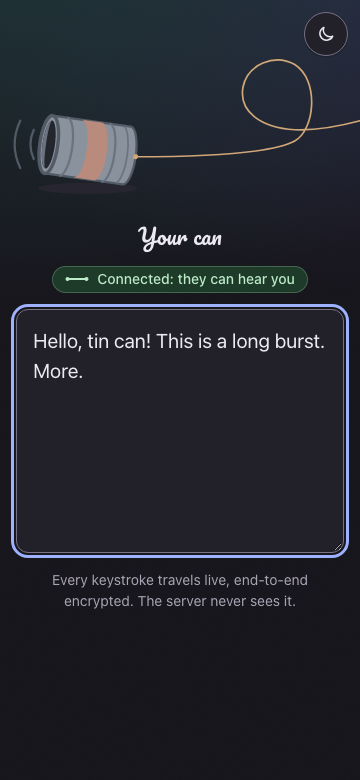 Your can
Connected: they can hear you
Hello, tin can! This is a long burst.
More.
Every keystroke travels live, end-to-end
encrypted. The server never sees it.